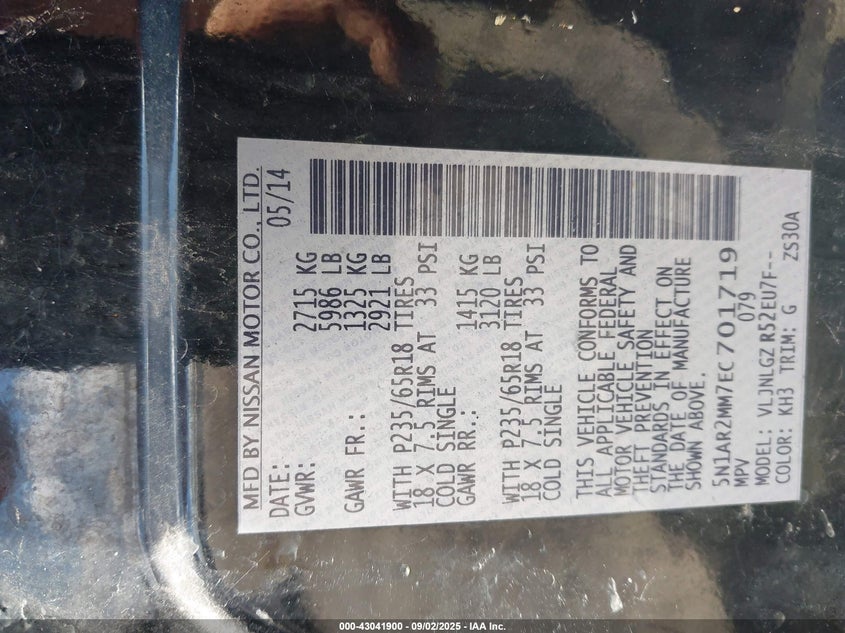 MFD BY NISSAN MOTOR CO., LTD.
DATE: 05/14
GVWR: 2715 KG
5986 LB
GAWR FR.: 1325 KG
2921 LB
WITH P235/65R18 TIRES
18 X 7.5 RIMS AT 33 PSI
COLD SINGLE
GAWR RR.: 1415 KG
3120 LB
WITH P235/65R18 TIRES
18 X 7.5 RIMS AT 33 PSI
COLD SINGLE
THIS VEHICLE CONFORMS TO
ALL APPLICABLE FEDERAL
MOTOR VEHICLE SAFETY AND
THEFT PREVENTION
STANDARDS IN EFFECT ON
THE DATE OF MANUFACTURE
SHOWN ABOVE.
5N1AR2MM7EC701719
MPV 079
MODEL: VLJNLGZ R52EU7F--
COLOR: KH3 TRIM: G ZS30A
000-43041900 - 09/02/2025 - IAA Inc.